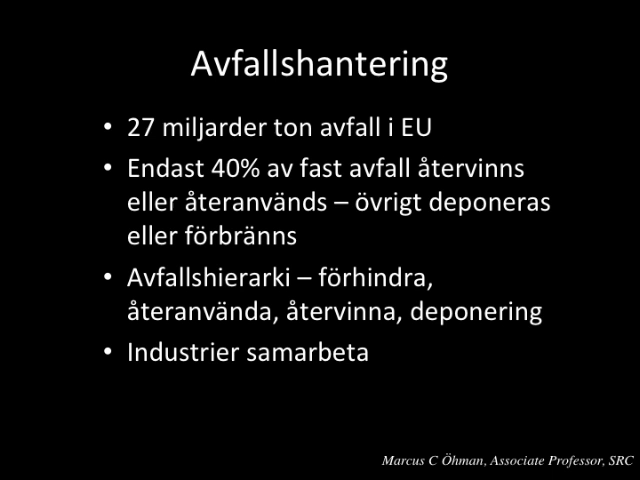 Avfallshantering
• 27 miljarder ton avfall i EU
• Endast 40% av fast avfall återvinns
eller återanvänds – övrigt deponeras
eller förbränns
• Avfallshierarki – förhindra,
återanvända, återvinna, deponering
• Industrier samarbeta
Marcus C Öhman, Associate Professor, SRC